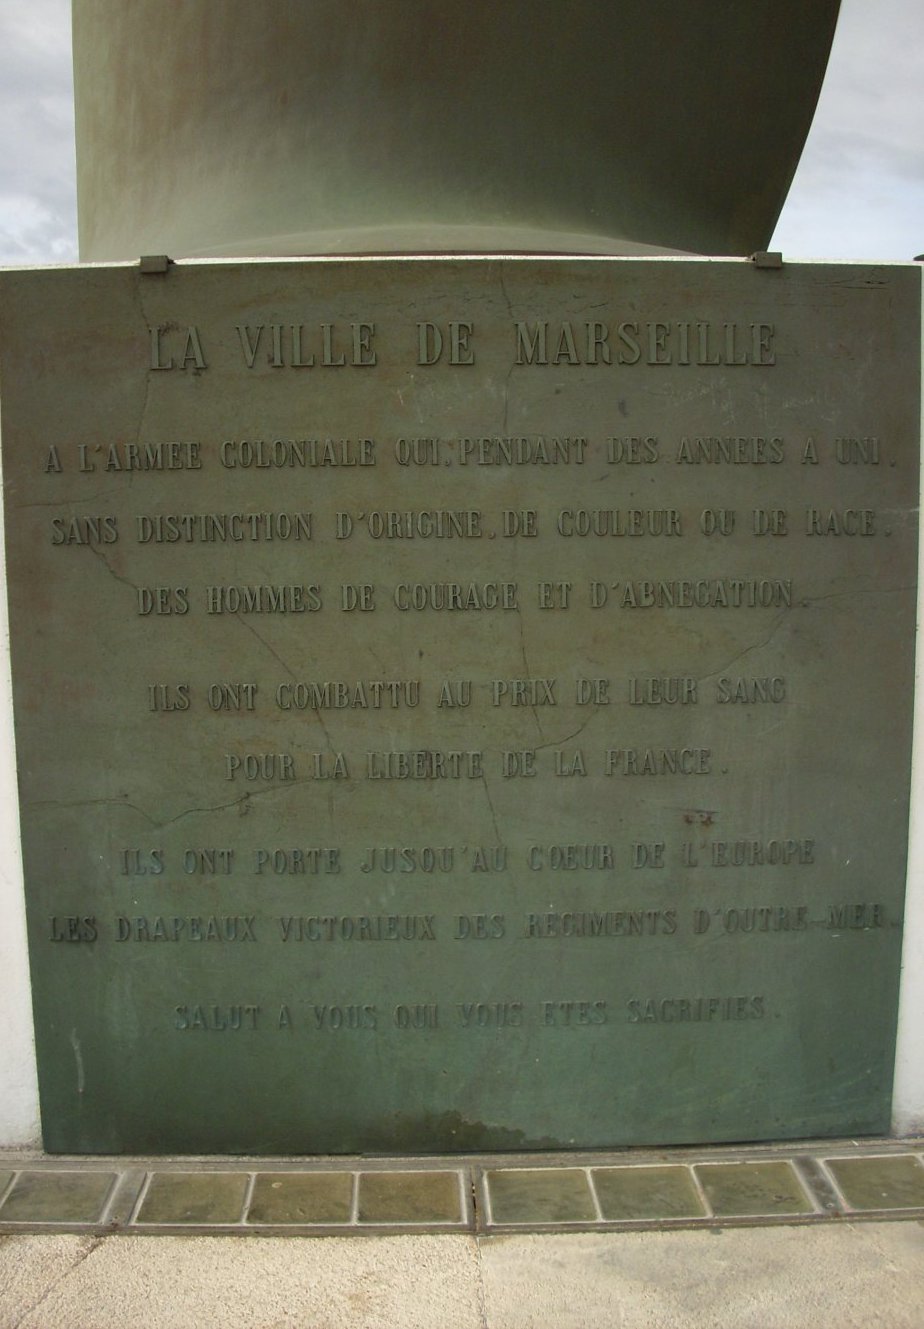 LA VILLE DE MARSEILLE
A L'ARMEE COLONIALE QUI, PENDANT DES ANNEES A UNI,
SANS DISTINCTION D'ORIGINE, DE COULEUR OU DE RACE,
DES HOMMES DE COURAGE ET D'ABNEGATION.
ILS ONT COMBATTU AU PRIX DE LEUR SANG
POUR LA LIBERTE DE LA FRANCE.
ILS ONT PORTE JUSQU'AU CŒUR DE L'EUROPE
LES DRAPEAUX VICTORIEUX DES REGIMENTS D'OUTRE-MER.
SALUT A VOUS QUI VOUS ETES SACRIFIES.